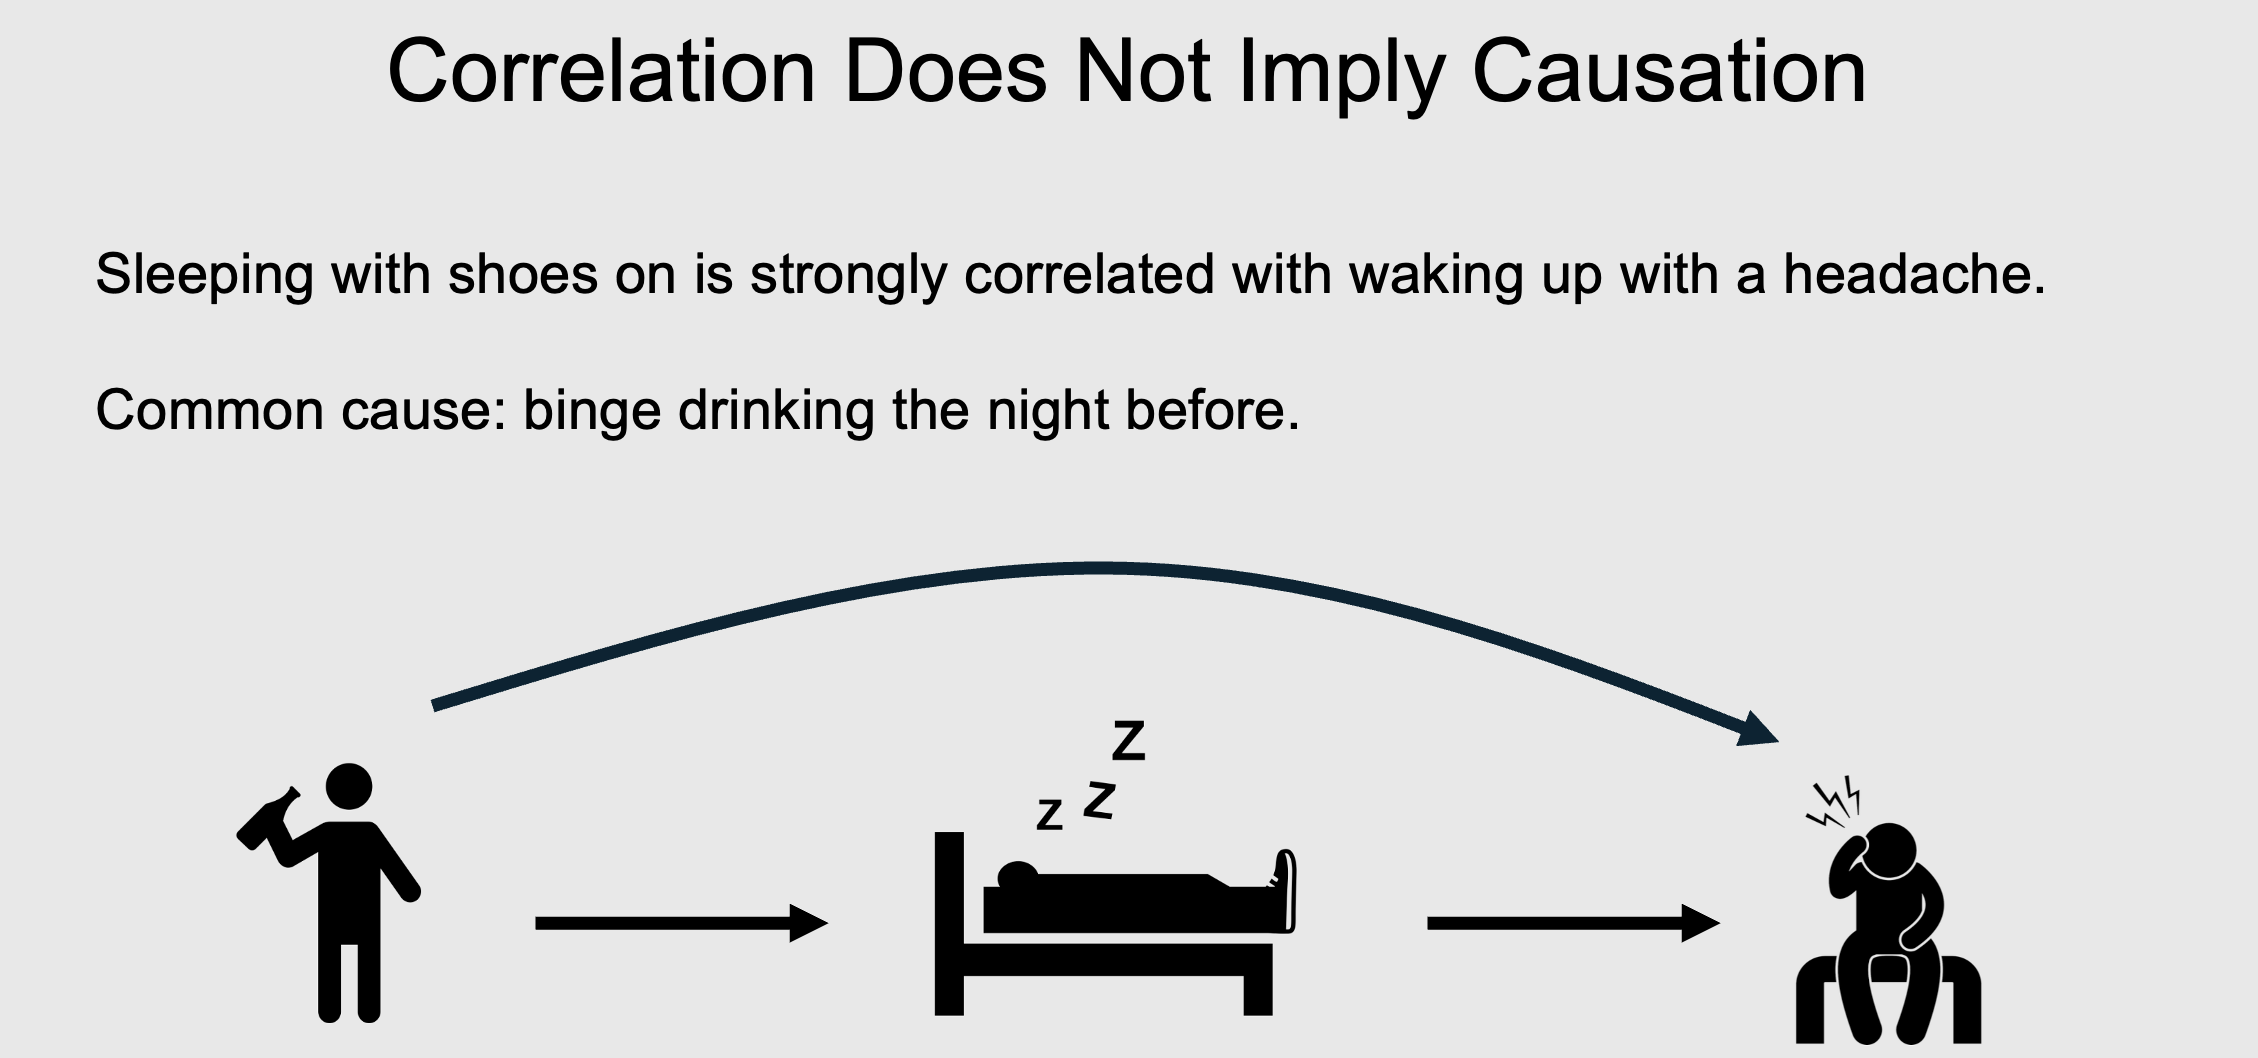 Correlation Does Not Imply Causation
Sleeping with shoes on is strongly correlated with waking up with a headache.
Common cause: binge drinking the night before.
Z
Z
Z